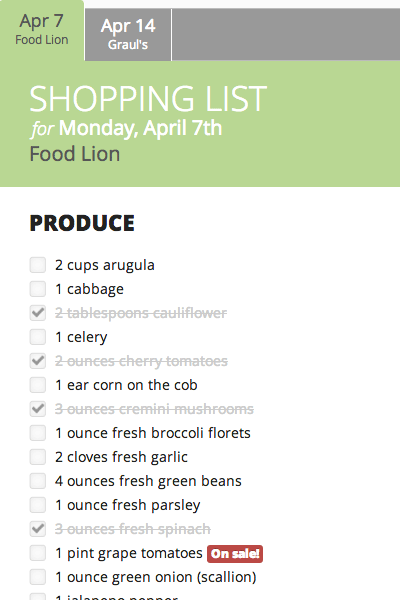 Apr 7
Food Lion
Apr 14
Graul's
SHOPPING LIST
for Monday, April 7th
Food Lion
PRODUCE
2 cups arugula
1 cabbage
2 tablespoons cauliflower
1 celery
2 ounces cherry tomatoes
1 ear corn on the cob
3 ounces cremini mushrooms
1 ounce fresh broccoli florets
2 cloves fresh garlic
4 ounces fresh green beans
1 ounce fresh parsley
3 ounces fresh spinach
1 pint grape tomatoes On sale!
1 ounce green onion (scallion)
1 jalapeno pepper